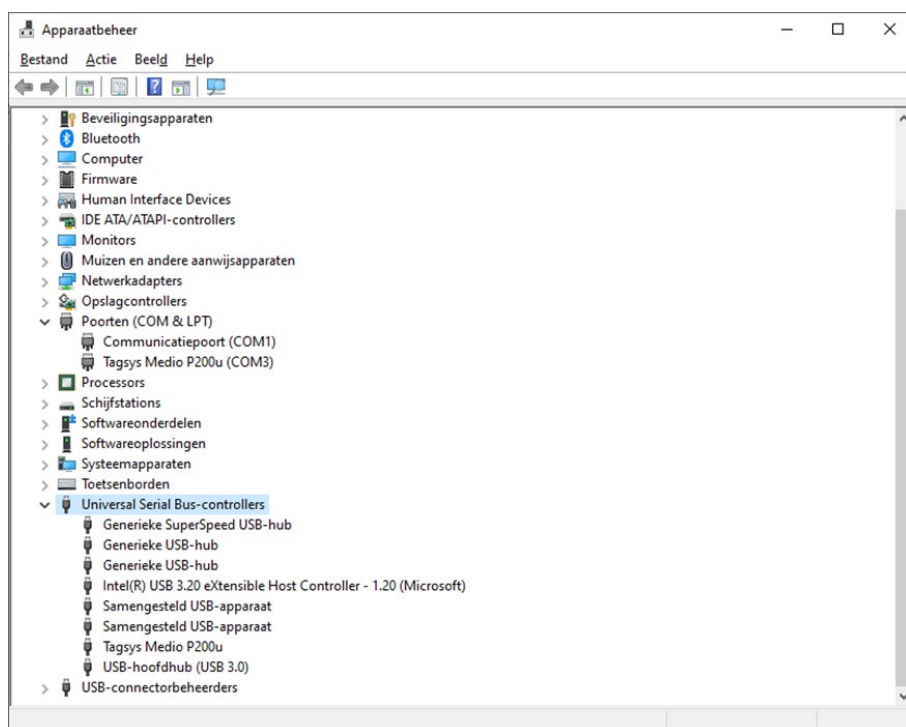 Apparaatbeheer
Bestand Actie Beeld Help
Beveiligingsapparaten
Bluetooth
Computer
Firmware
Human Interface Devices
IDE ATA/ATAPI-controllers
Monitors
Muizen en andere aanwijsapparaten
Netwerkadapters
Opslagcontrollers
Poorten (COM & LPT)
Communicatiepoort (COM1)
Tagsys Medio P200u (COM3)
Processors
Schijfstations
Softwareonderdelen
Softwareoplossingen
Systeemapparaten
Toetsenborden
Universal Serial Bus-controllers
Generieke SuperSpeed USB-hub
Generieke USB-hub
Generieke USB-hub
Intel(R) USB 3.20 eXtensible Host Controller - 1.20 (Microsoft)
Samengesteld USB-apparaat
Samengesteld USB-apparaat
Tagsys Medio P200u
USB-hoofdhub (USB 3.0)
USB-connectorbeheerders